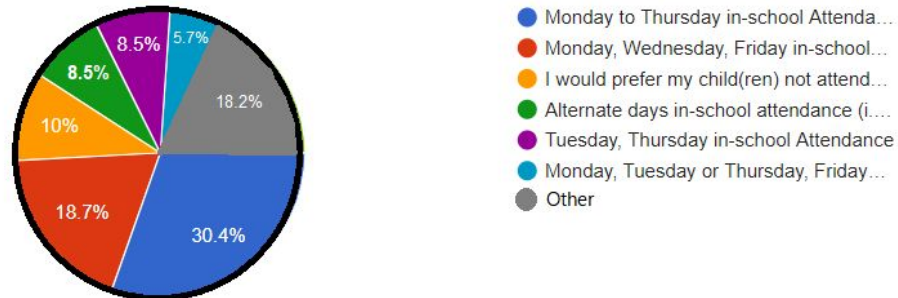 5.7%
8.5%
8.5%
18.2%
10%
18.7%
30.4%
Monday to Thursday in-school Attenda...
Monday, Wednesday, Friday in-school...
I would prefer my child(ren) not attend...
Alternate days in-school attendance (i....
Tuesday, Thursday in-school Attendance
Monday, Tuesday or Thursday, Friday...
Other